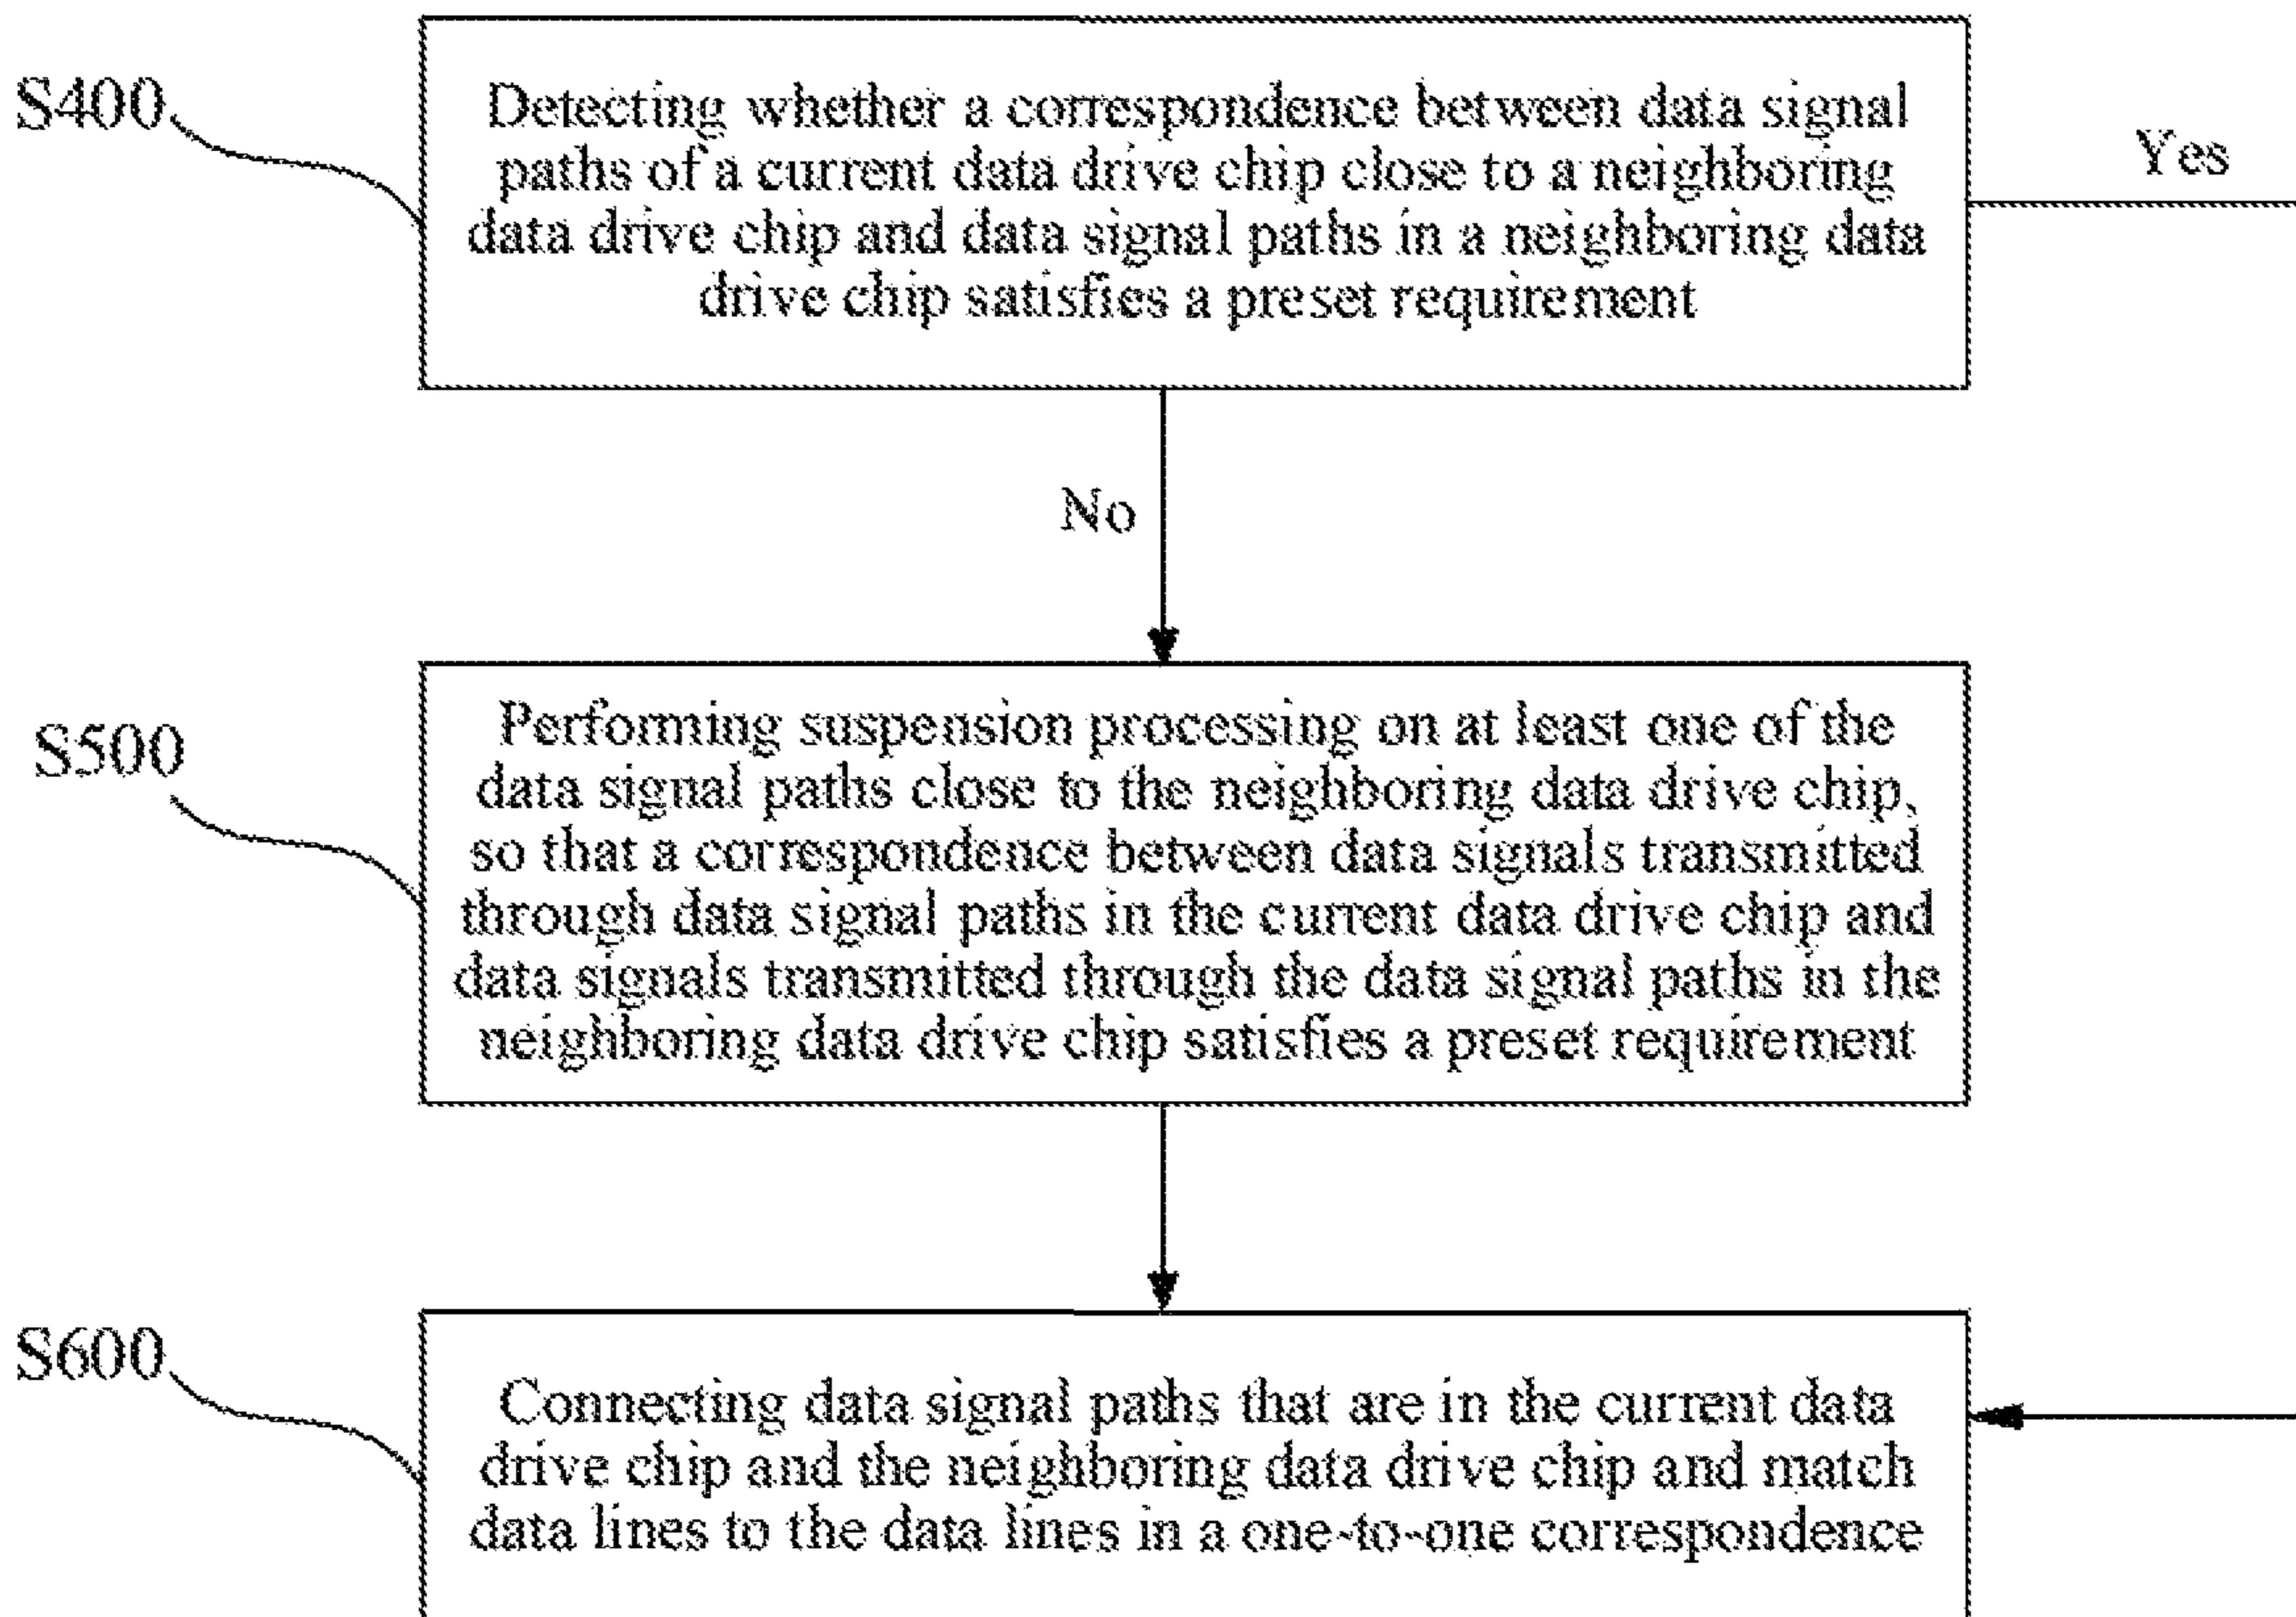 S400
Detecting whether a correspondence between data signal
paths of a current data drive chip close to a neighboring
data drive chip and data signal paths in a neighboring data
drive chip satisfies a preset requirement
Yes
No
S500
Performing suspension processing on at least one of the
data signal paths close to the neighboring data drive chip,
so that a correspondence between data signals transmitted
through data signal paths in the current data drive chip and
data signals transmitted through the data signal paths in the
neighboring data drive chip satisfies a preset requirement
S600
Connecting data signal paths that are in the current data
drive chip and the neighboring data drive chip and match
data lines to the data lines in a one-to-one correspondence